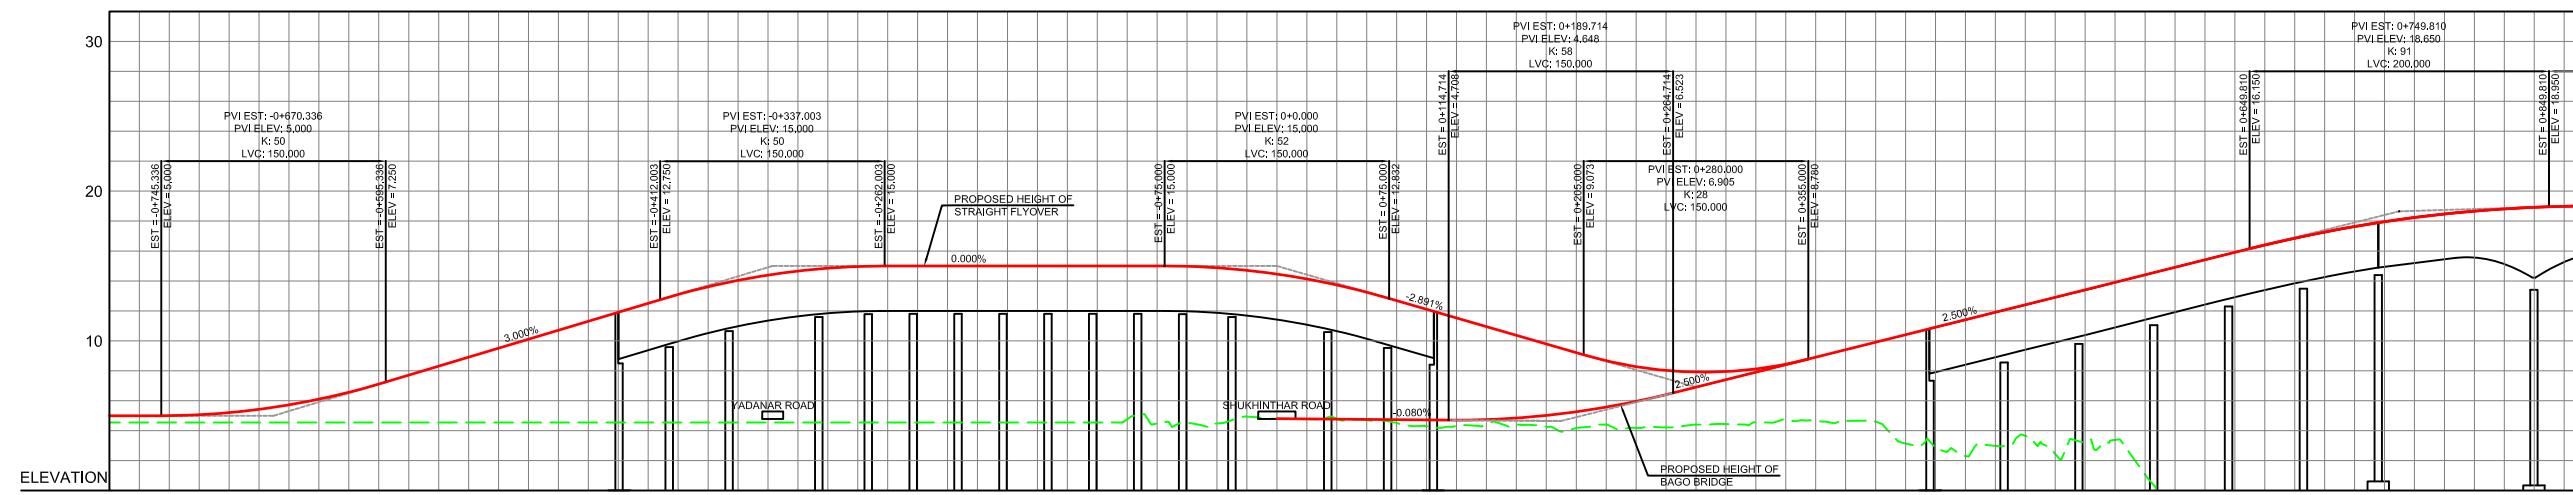 30
20
10
ELEVATION
PVI EST: -0+670.336
PVI ELEV: 5.000
K: 50
LVC: 150.000
EST = -0+745.336
ELEV = 5.000
EST = -0+595.336
ELEV = 7.250
3.000%
PVI EST: -0+337.003
PVI ELEV: 15.000
K: 50
LVC: 150.000
EST = -0+412.003
ELEV = 12.750
EST = -0+262.003
ELEV = 15.000
YADANAR ROAD
PROPOSED HEIGHT OF
STRAIGHT FLYOVER
0.000%
PVI EST: 0+0.000
PVI ELEV: 15.000
K: 52
LVC: 150.000
EST = -0+75.000
ELEV = 15.000
EST = 0+75.000
ELEV = 12.832
SHUKHINTHAR ROAD
-2.891%
-0.080%
PVI EST: 0+189.714
PVI ELEV: 4.648
K: 58
LVC: 150.000
EST = 0+114.714
ELEV = 4.708
EST = 0+264.714
ELEV = 6.523
PVI EST: 0+280.000
PVI ELEV: 6.905
K: 28
LVC: 150.000
EST = 0+205.000
ELEV = 9.073
EST = 0+355.000
ELEV = 8.780
2.500%
PROPOSED HEIGHT OF
BAGO BRIDGE
2.500%
PVI EST: 0+749.810
PVI ELEV: 18.650
K: 91
LVC: 200.000
EST = 0+649.810
ELEV = 16.150
EST = 0+849.810
ELEV = 18.950